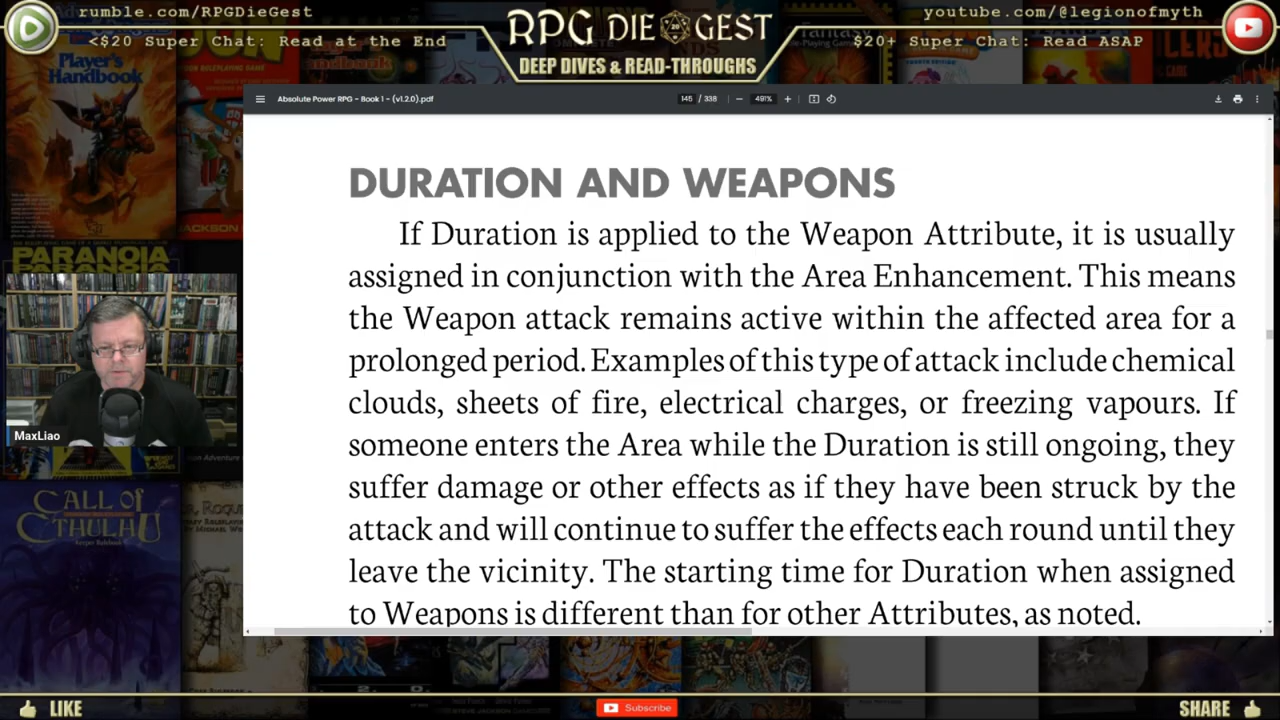 rumble.com/RPGDieGest
<$20 Super Chat: Read at the End
RPG DIE GEST
DEEP DIVES & READ-THROUGHS
youtube.com/@legionofmyth
$20+ Super Chat: Read ASAP
Player's
Handbook
PARANOIA
CALL of
CTHULHU
MaxLiao
Absolute Power RPG - Book 1 - (v1.2.0).pdf
145 / 338
491%
DURATION AND WEAPONS
If Duration is applied to the Weapon Attribute, it is usually
assigned in conjunction with the Area Enhancement. This means
the Weapon attack remains active within the affected area for a
prolonged period. Examples of this type of attack include chemical
clouds, sheets of fire, electrical charges, or freezing vapours. If
someone enters the Area while the Duration is still ongoing, they
suffer damage or other effects as if they have been struck by the
attack and will continue to suffer the effects each round until they
leave the vicinity. The starting time for Duration when assigned
to Weapons is different than for other Attributes, as noted.
LIKE
Subscribe
SHARE